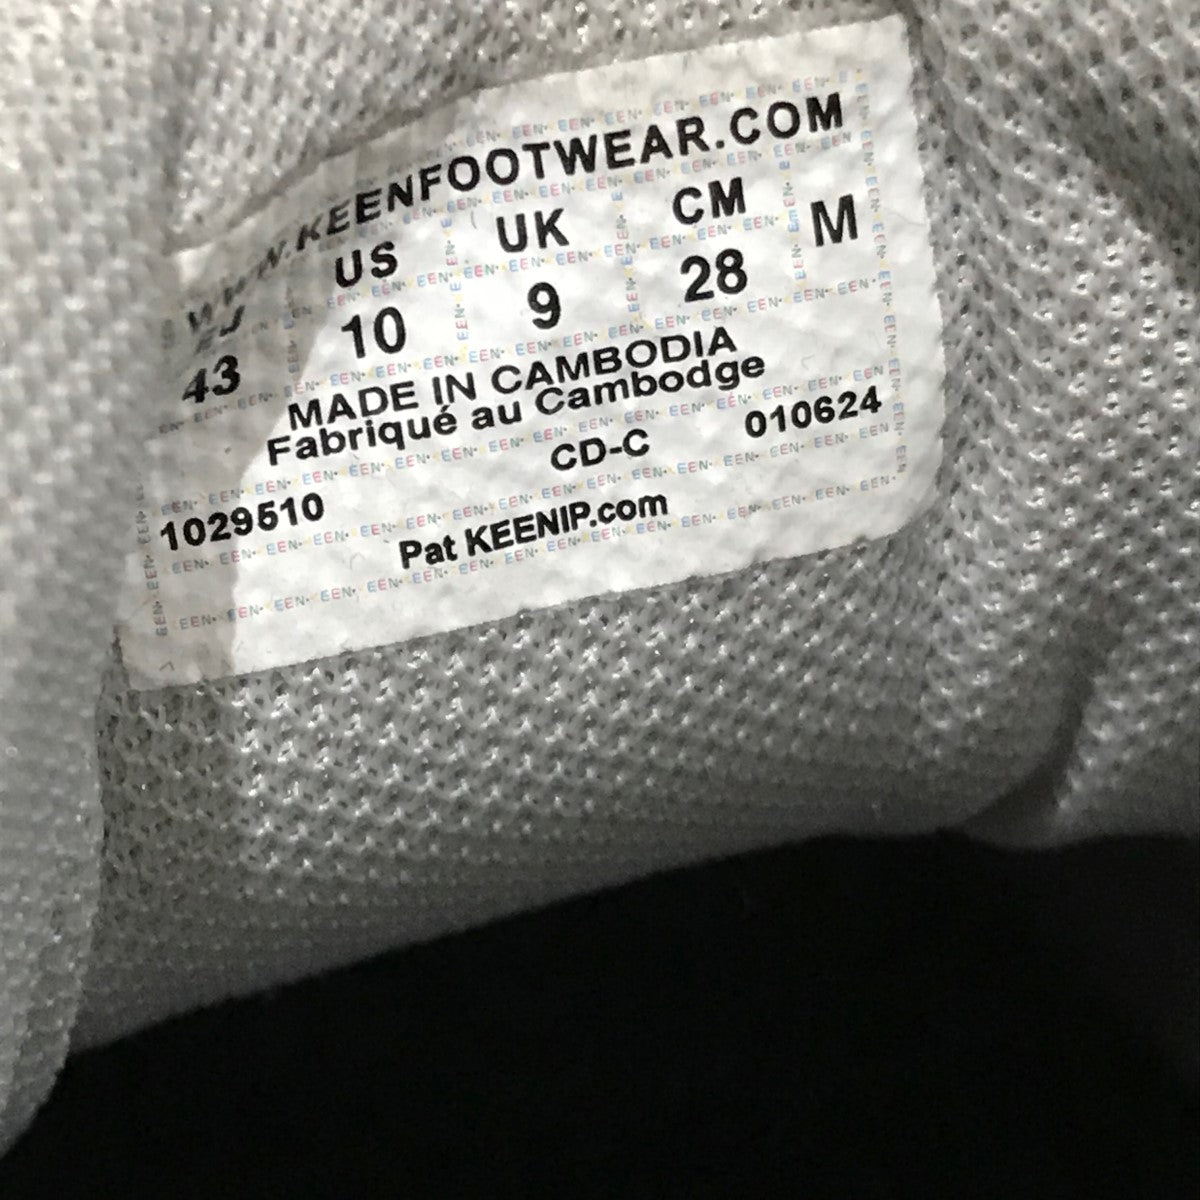 WWW.KEENFOOTWEAR.COM
EU US UK CM M
43 10 9 28
MADE IN CAMBODIA
Fabriqué au Cambodge
1029510 CD-C 010624
Pat KEENIP.com